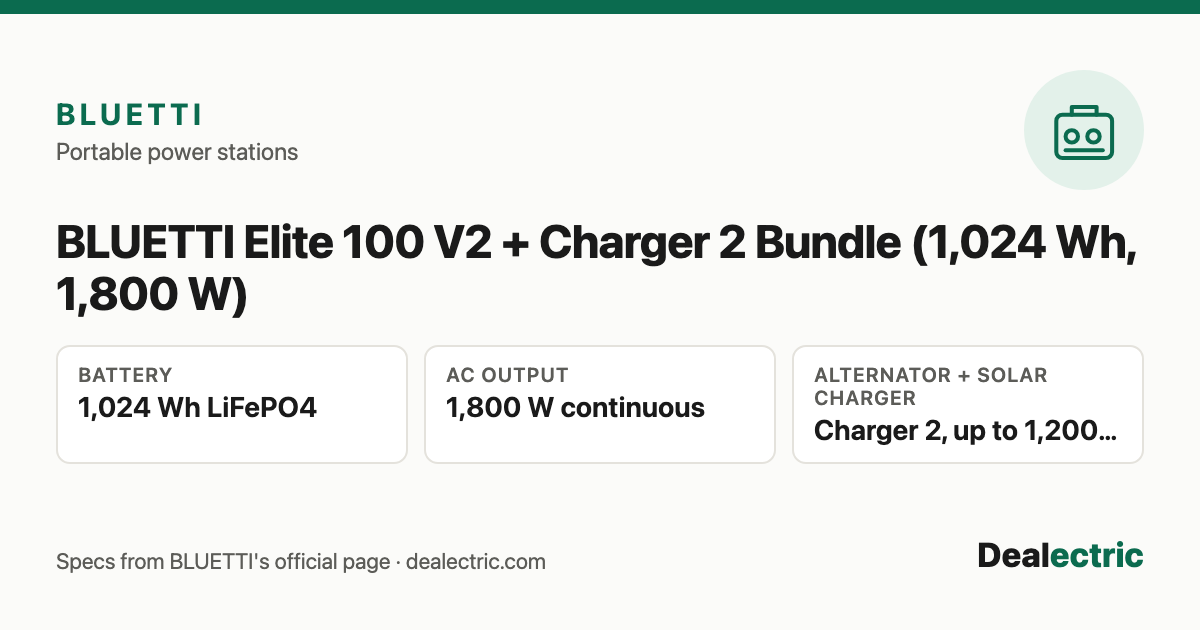 BLUETTI
Portable power stations
BLUETTI Elite 100 V2 + Charger 2 Bundle (1,024 Wh,
1,800 W)
BATTERY
1,024 Wh LiFePO4
AC OUTPUT
1,800 W continuous
ALTERNATOR + SOLAR
CHARGER
Charger 2, up to 1,200...
Specs from BLUETTI's official page · dealectric.com
Dealectric